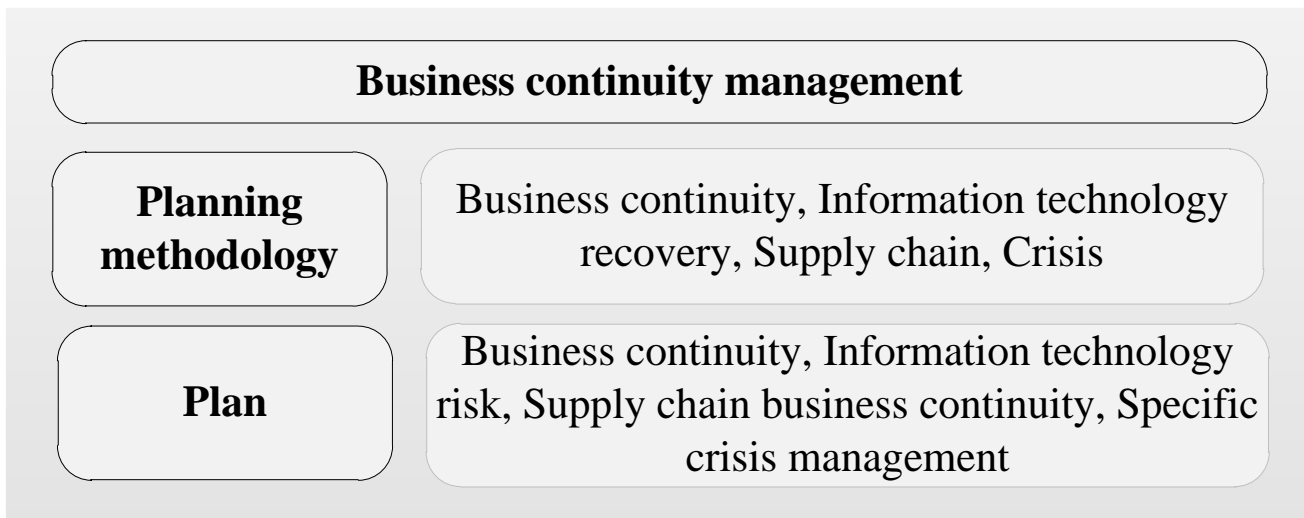 Business continuity management
Planning
methodology
Business continuity, Information technology
recovery, Supply chain, Crisis
Plan
Business continuity, Information technology
risk, Supply chain business continuity, Specific
crisis management